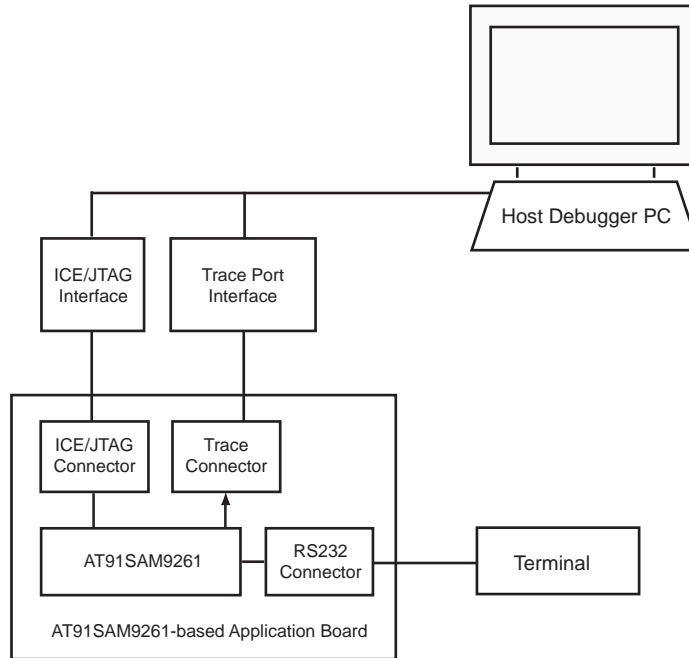 Host Debugger PC
ICE/JTAG
Interface
Trace Port
Interface
ICE/JTAG
Connector
Trace
Connector
AT91SAM9261
RS232
Connector
Terminal
AT91SAM9261-based Application Board